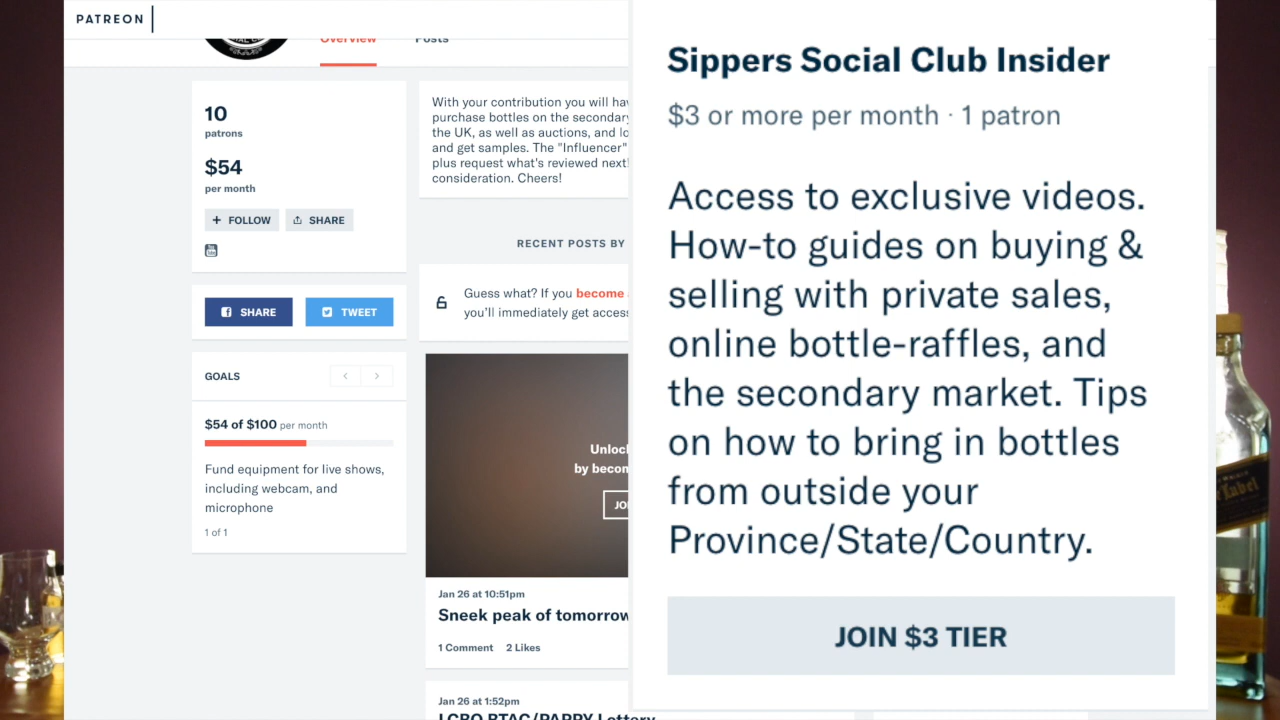 PATREON
Overview
Posts
10
patrons
$54
per month
FOLLOW
SHARE
SHARE
TWEET
GOALS
$54 of $100 per month
Fund equipment for live shows,
including webcam, and
microphone
1 of 1
With your contribution you will
purchase bottles on the secondary
the UK, as well as auctions, and
and get samples. The "Influencer"
plus request what's reviewed next
consideration. Cheers!
RECENT POSTS BY
Guess what? If you become
you'll immediately get access
by
Jan 26 at 10:51pm
Sneek peak of tomorrow
1 Comment 2 Likes
Jan 26 at 1:52pm
LCBO BTAC/PAPPY Lottery
Sippers Social Club Insider
$3 or more per month · 1 patron
Access to exclusive videos.
How-to guides on buying &
selling with private sales,
online bottle-raffles, and
the secondary market. Tips
on how to bring in bottles
from outside your
Province/State/Country.
JOIN $3 TIER
Label